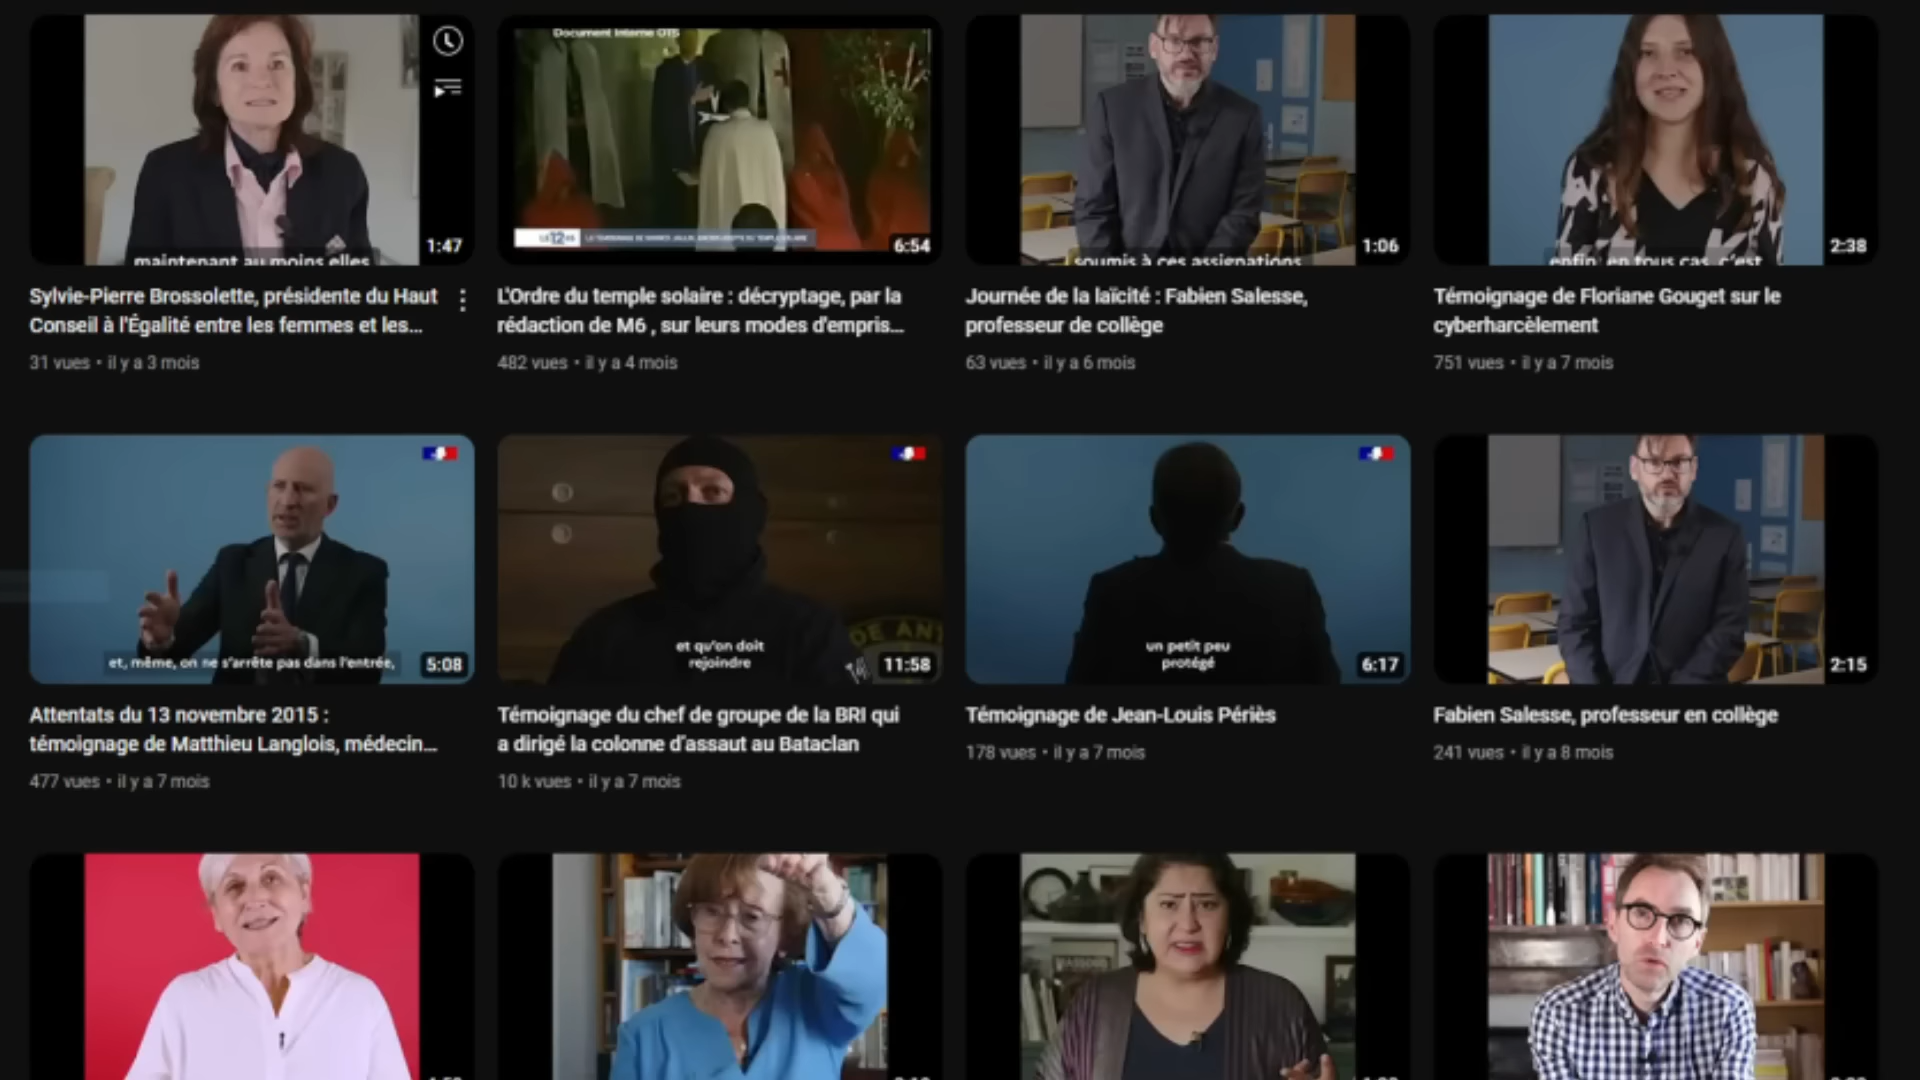 1:47
maintenant au moins elles
Sylvie-Pierre Brossolette, présidente du Haut
Conseil à l'Égalité entre les femmes et les...
31 vues • il y a 3 mois
Document Interne OTS
LE 12 45
6:54
L'Ordre du temple solaire : décryptage, par la
rédaction de M6 , sur leurs modes d'empris...
482 vues • il y a 4 mois
1:06
soumis à ces assignations
Journée de la laïcité : Fabien Salesse,
professeur de collège
63 vues • il y a 6 mois
2:38
enfin, en tous cas, c'est
Témoignage de Floriane Gouget sur le
cyberharcèlement
751 vues • il y a 7 mois
et, même, on ne s'arrête pas dans l'entrée,
5:08
Attentats du 13 novembre 2015 :
témoignage de Matthieu Langlois, médecin...
477 vues • il y a 7 mois
DE ANT
et qu'on doit
rejoindre
11:58
Témoignage du chef de groupe de la BRI qui
a dirigé la colonne d'assaut au Bataclan
10 k vues • il y a 7 mois
un petit peu
protégé
6:17
Témoignage de Jean-Louis Périès
178 vues • il y a 7 mois
2:15
Fabien Salesse, professeur en collège
241 vues • il y a 8 mois